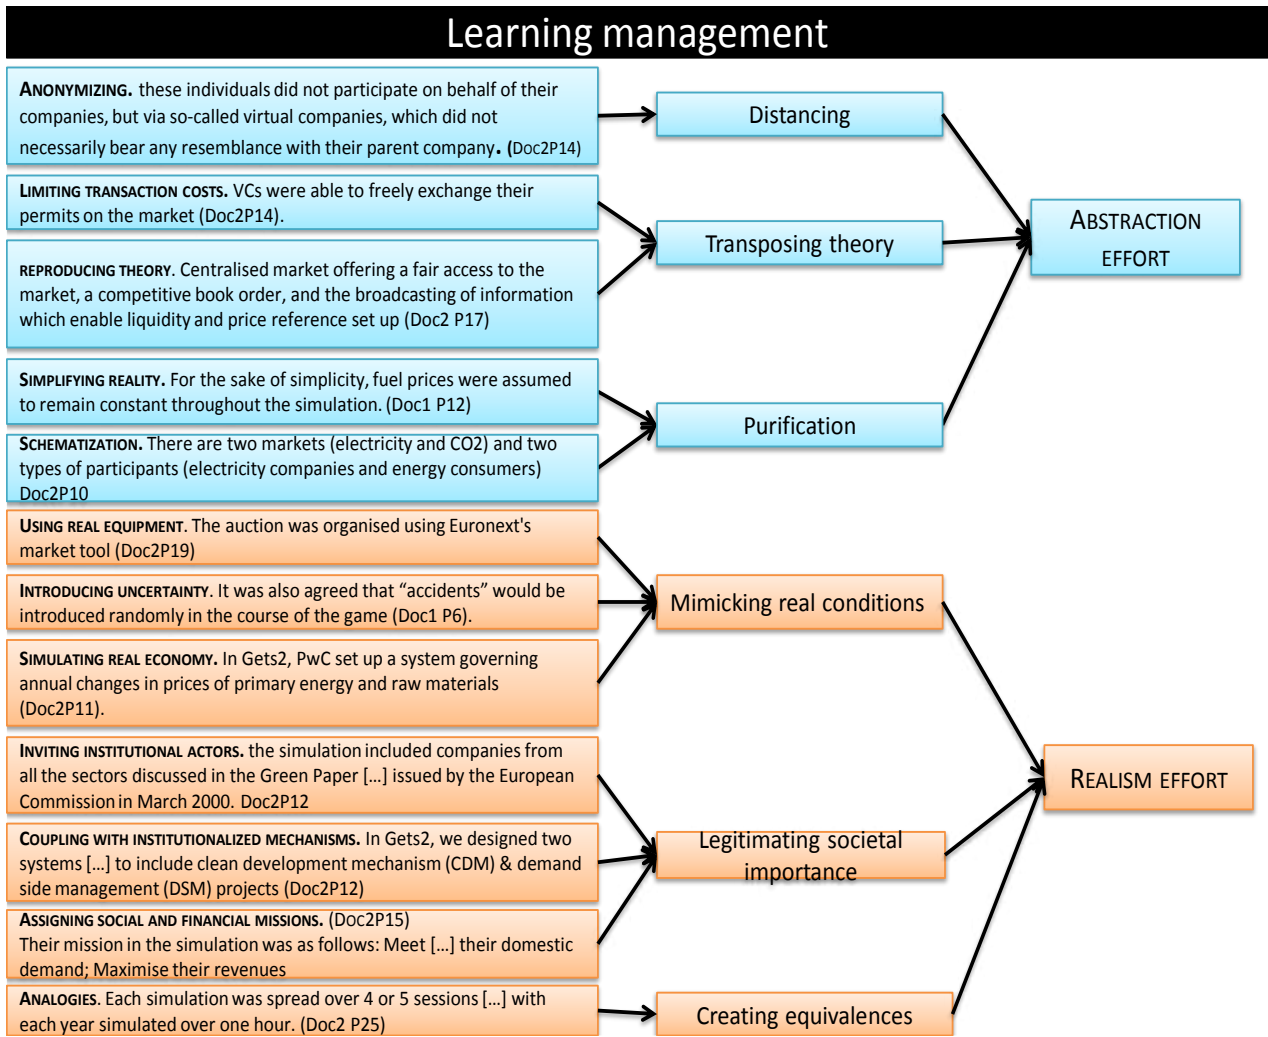 Learning management
ANONYMIZING. these individuals did not participate on behalf of their
companies, but via so-called virtual companies, which did not
necessarily bear any resemblance with their parent company. (Doc2P14)
Distancing
LIMITING TRANSACTION COSTS. VCs were able to freely exchange their
permits on the market (Doc2P14).
REPRODUCING THEORY. Centralised market offering a fair access to the
market, a competitive book order, and the broadcasting of information
which enable liquidity and price reference set up (Doc2 P17)
Transposing theory
SIMPLIFYING REALITY. For the sake of simplicity, fuel prices were assumed
to remain constant throughout the simulation. (Doc1 P12)
SCHEMATIZATION. There are two markets (electricity and CO2) and two
types of participants (electricity companies and energy consumers)
Doc2P10
Purification
ABSTRACTION
EFFORT
USING REAL EQUIPMENT. The auction was organised using Euronext's
market tool (Doc2P19)
INTRODUCING UNCERTAINTY. It was also agreed that “accidents” would be
introduced randomly in the course of the game (Doc1 P6).
SIMULATING REAL ECONOMY. In Gets2, PwC set up a system governing
annual changes in prices of primary energy and raw materials
(Doc2P11).
Mimicking real conditions
INVITING INSTITUTIONAL ACTORS. the simulation included companies from
all the sectors discussed in the Green Paper [...] issued by the European
Commission in March 2000. Doc2P12
COUPLING WITH INSTITUTIONALIZED MECHANISMS. In Gets2, we designed two
systems [...] to include clean development mechanism (CDM) & demand
side management (DSM) projects (Doc2P12)
ASSIGNING SOCIAL AND FINANCIAL MISSIONS. (DOC2P15)
Their mission in the simulation was as follows: Meet [...] their domestic
demand; Maximise their revenues
Legitimating societal
importance
ANALOGIES. Each simulation was spread over 4 or 5 sessions [...] with
each year simulated over one hour. (Doc2 P25)
Creating equivalences
REALISM EFFORT